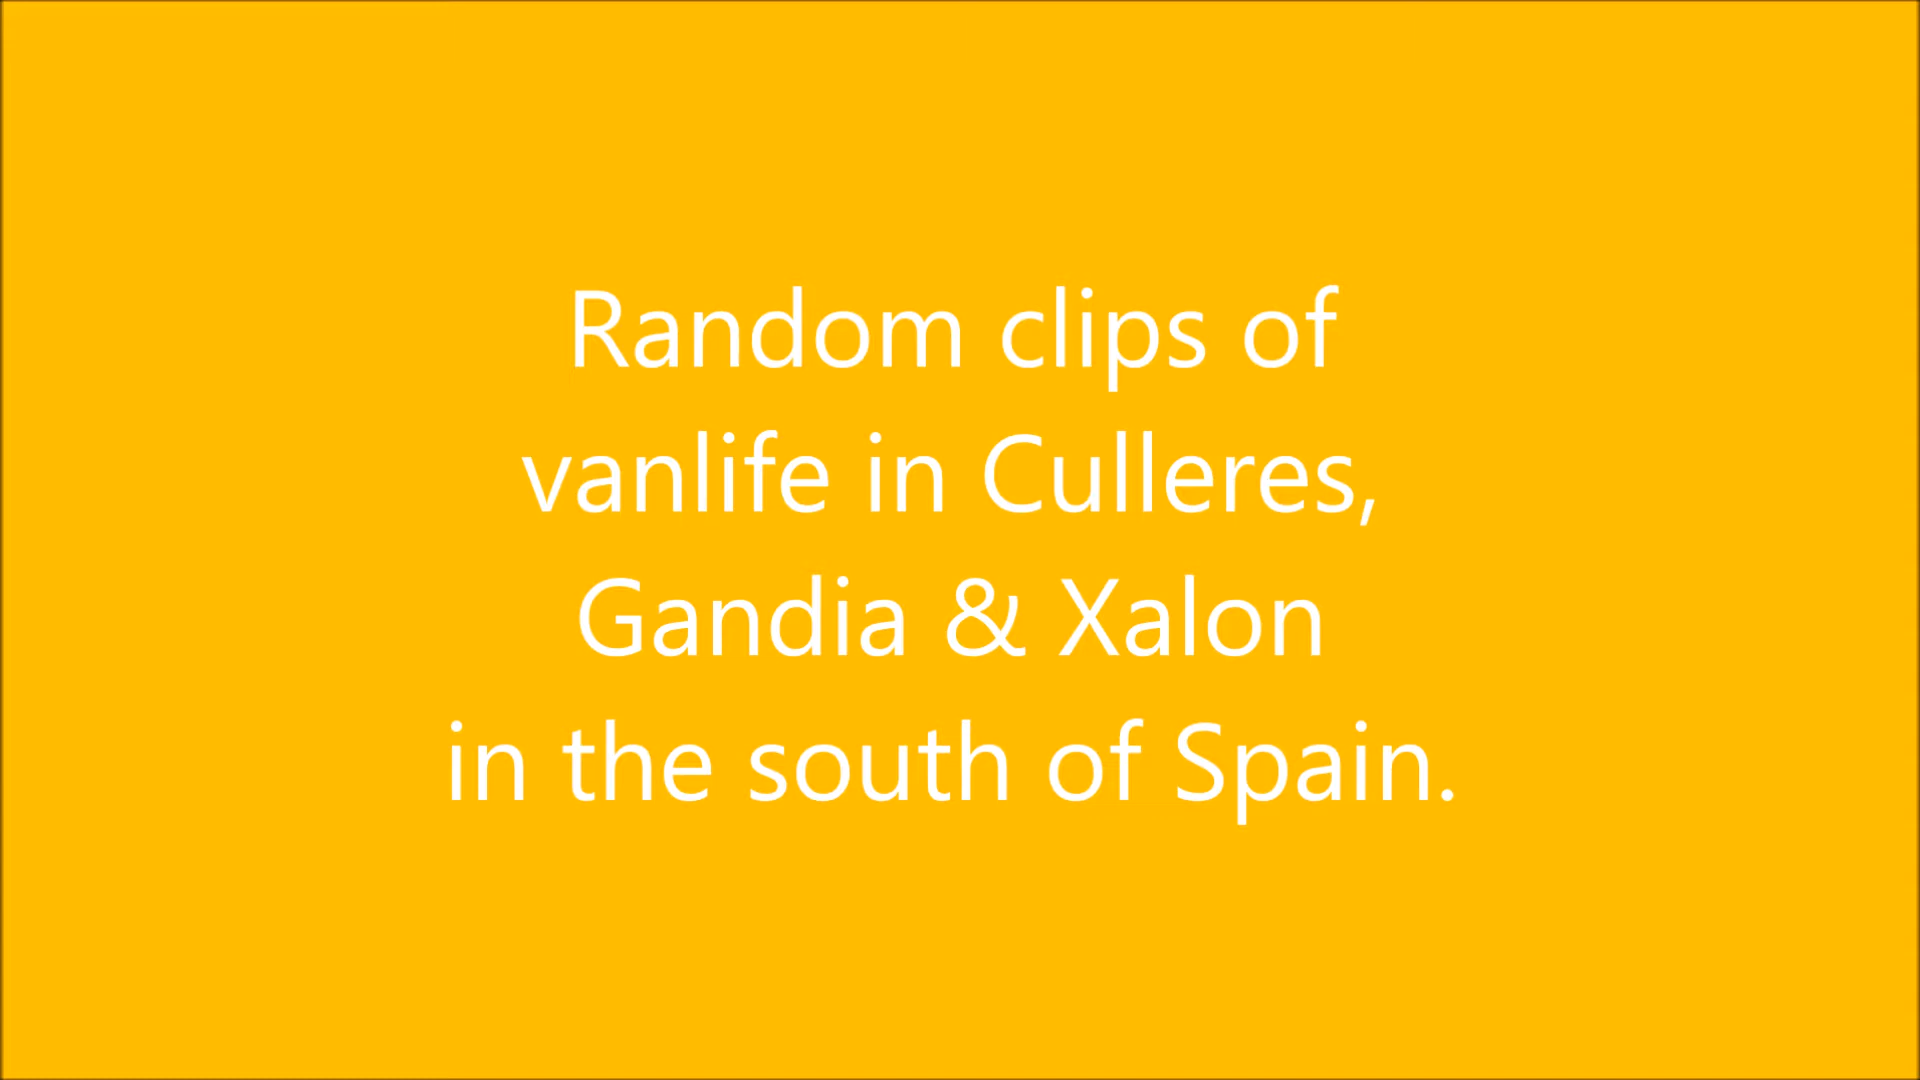 Random clips of
vanlife in Culleres,
Gandia & Xalon
in the south of Spain.